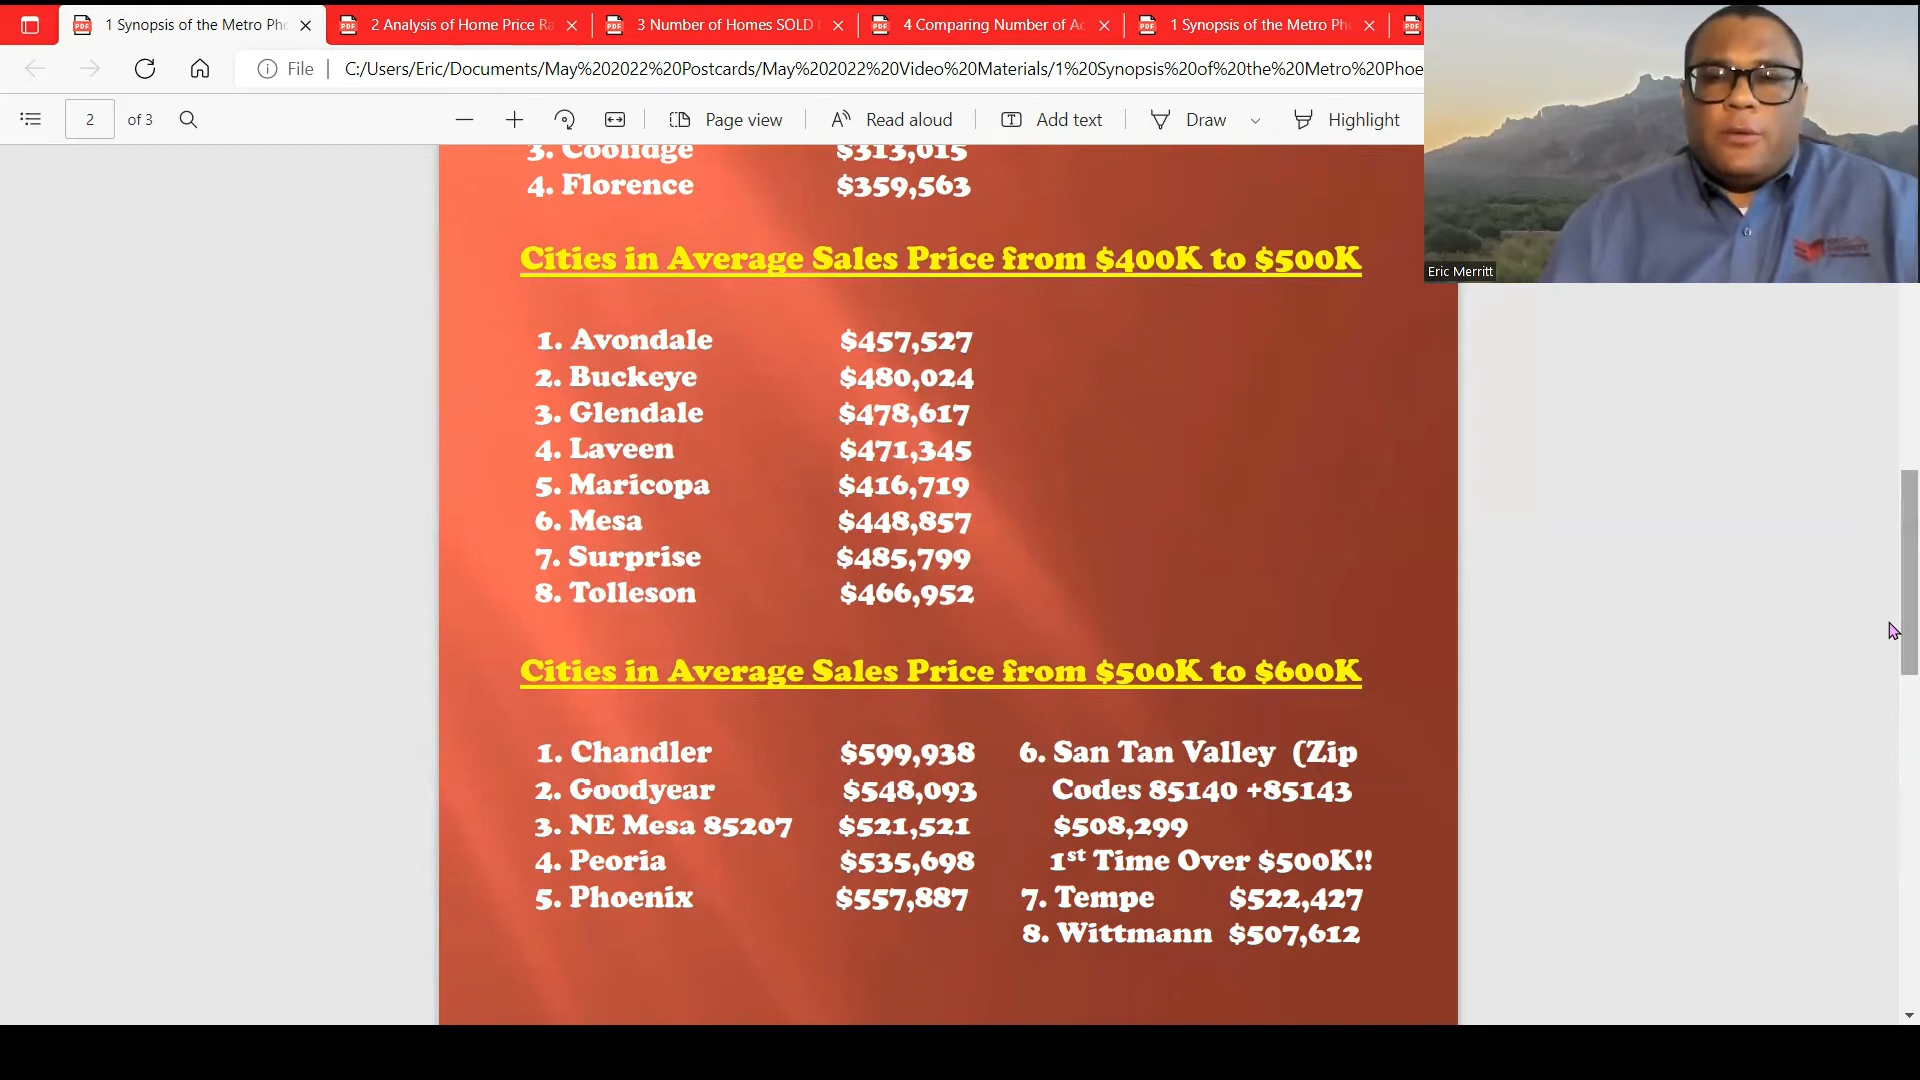 1 Synopsis of the Metro Pho
2 Analysis of Home Price Ra
3 Number of Homes SOLD
4 Comparing Number of Ac
1 Synopsis of the Metro Pho
File
C:/Users/Eric/Documents/May%202022%20Postcards/May%202022%20Video%20Materials/1%20Synopsis%20of%20the%20Metro%20Phoe
2 of 3
Page view
Read aloud
Add text
Draw
Highlight
Eric Merritt
3. Coolidge $313,015
4. Florence $359,563
Cities in Average Sales Price from $400K to $500K
1. Avondale $457,527
2. Buckeye $480,024
3. Glendale $478,617
4. Laveen $471,345
5. Maricopa $416,719
6. Mesa $448,857
7. Surprise $485,799
8. Tolleson $466,952
Cities in Average Sales Price from $500K to $600K
1. Chandler $599,938
2. Goodyear $548,093
3. NE Mesa 85207 $521,521
4. Peoria $535,698
5. Phoenix $557,887
6. San Tan Valley (Zip
Codes 85140 +85143
$508,299
1st Time Over $500K!!
7. Tempe $522,427
8. Wittmann $507,612